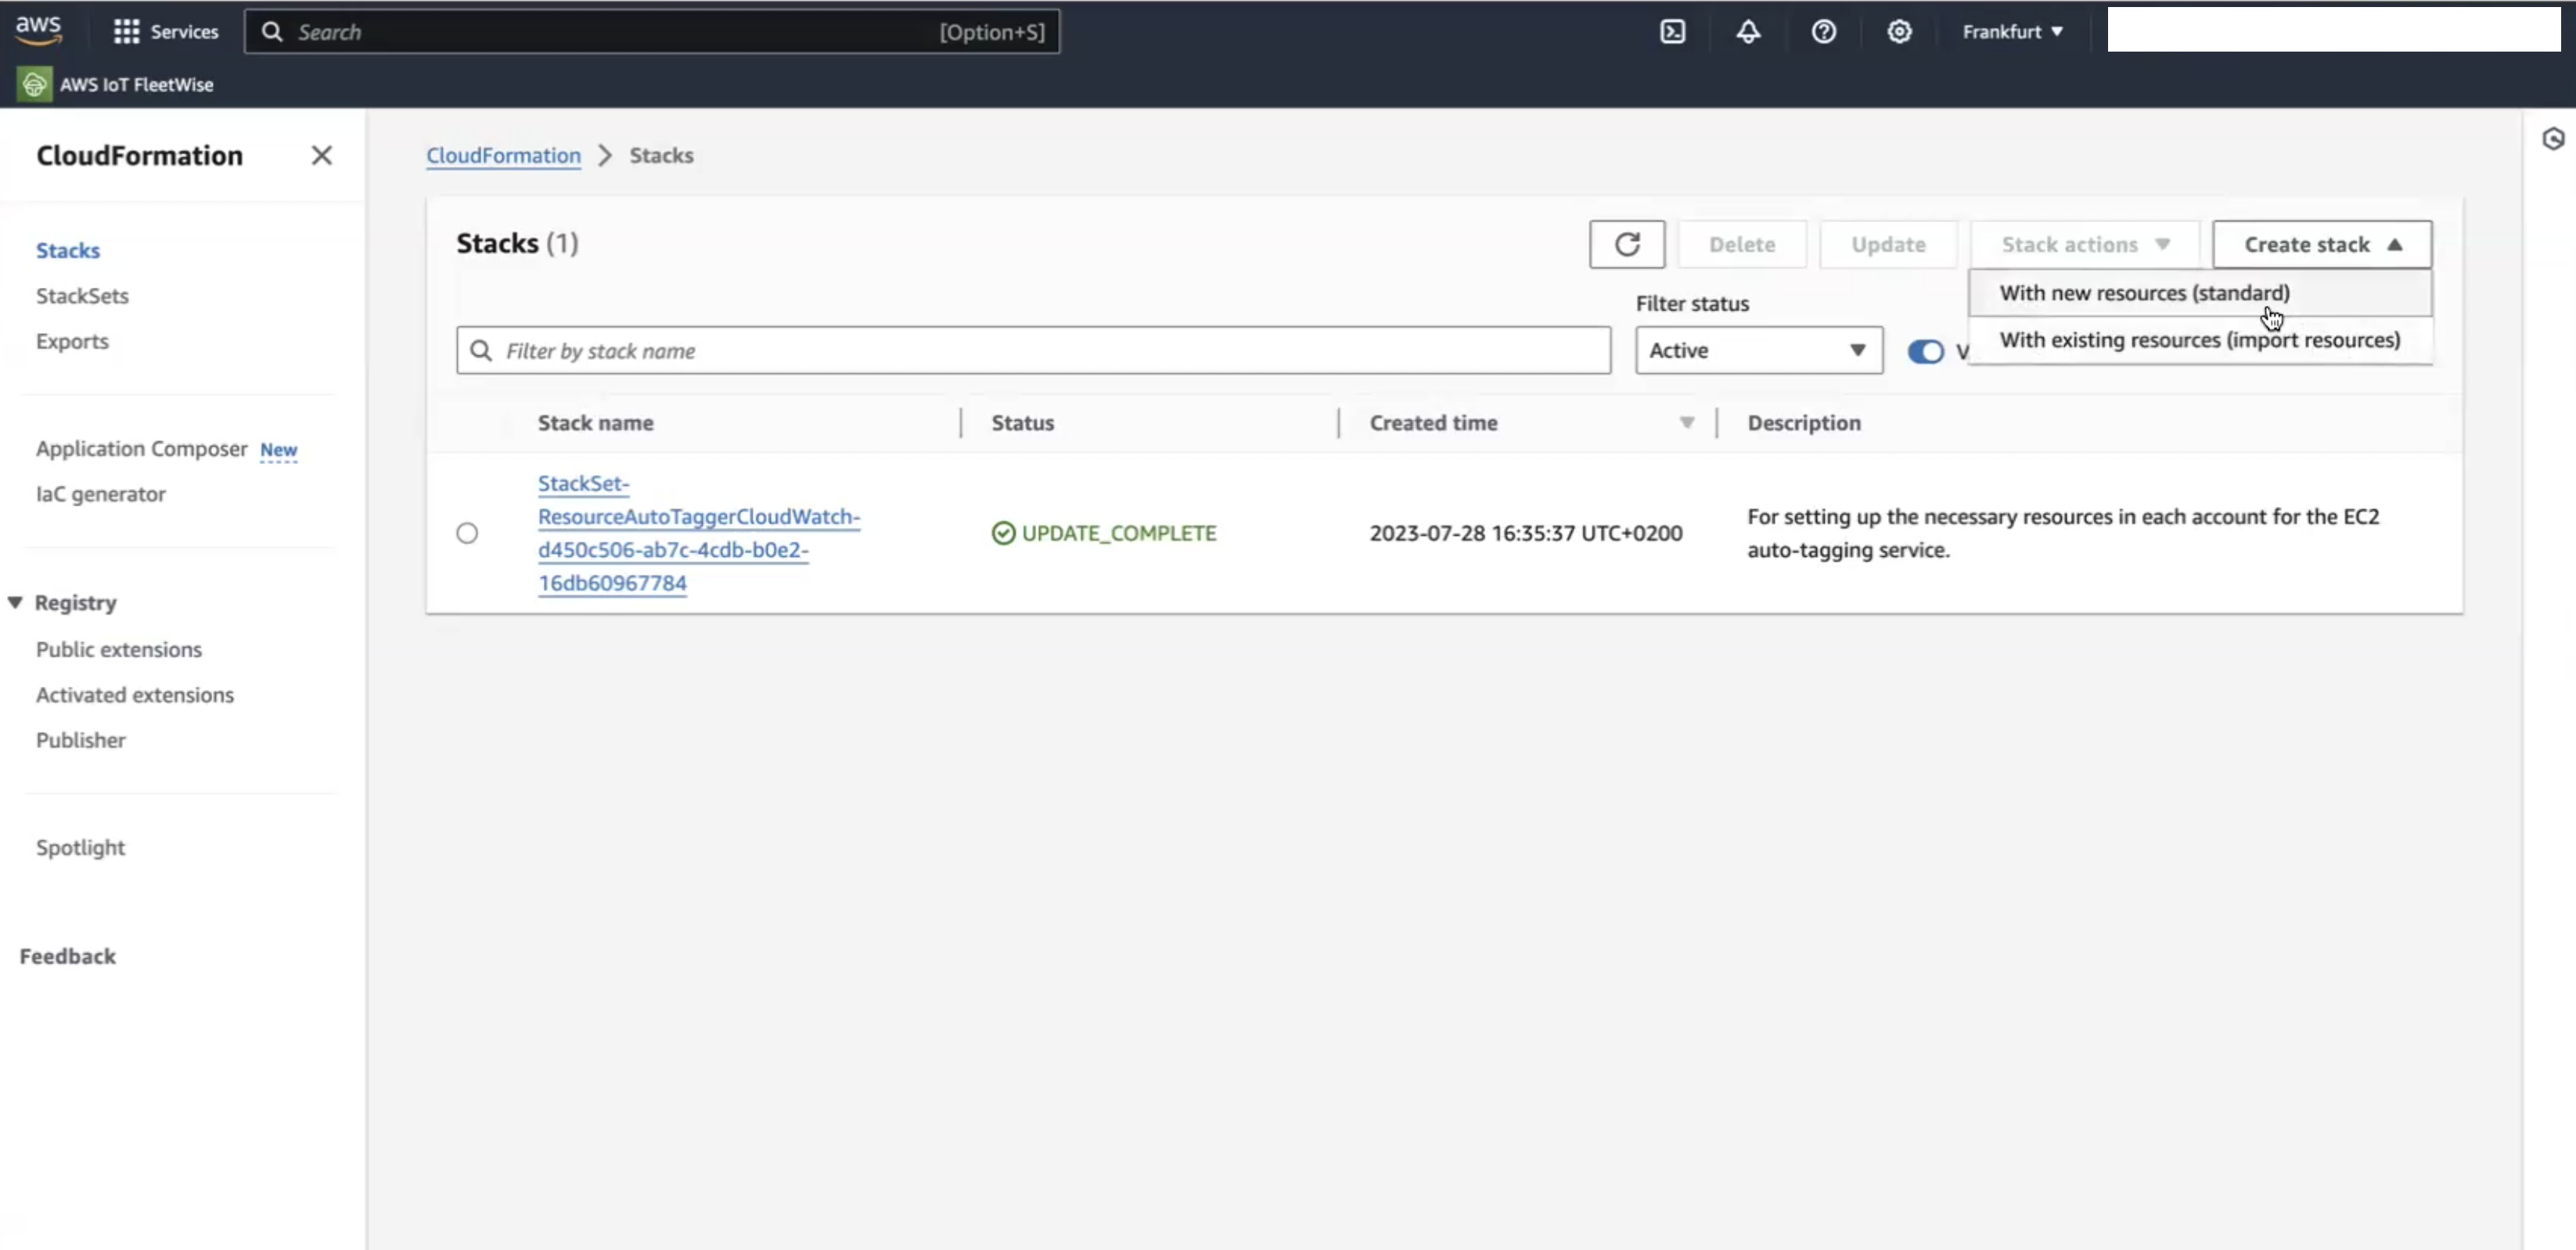 aws
Services
Search
[Option+S]
Frankfurt
AWS IoT FleetWise
CloudFormation
CloudFormation
Stacks
Stacks
StackSets
Exports
Application Composer New
IaC generator
Registry
Public extensions
Activated extensions
Publisher
Spotlight
Feedback
Stacks (1)
Delete
Update
Stack actions
Create stack
With new resources (standard)
With existing resources (import resources)
Filter status
Filter by stack name
Active
V
Stack name
Status
Created time
Description
StackSet-
ResourceAutoTaggerCloudWatch-
d450c506-ab7c-4cdb-b0e2-
16db60967784
UPDATE_COMPLETE
2023-07-28 16:35:37 UTC+0200
For setting up the necessary resources in each account for the EC2
auto-tagging service.